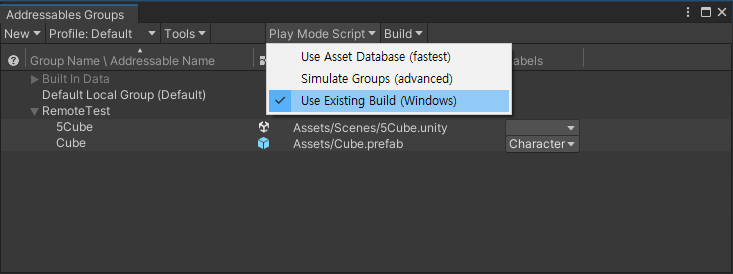 Addressables Groups
New Profile: Default Tools Play Mode Script Build
Group Name \ Addressable Name
Use Asset Database (fastest)
Simulate Groups (advanced)
Use Existing Build (Windows)
Built In Data
Default Local Group (Default)
RemoteTest
5Cube Assets/Scenes/5Cube.unity
Cube Assets/Cube.prefab Character